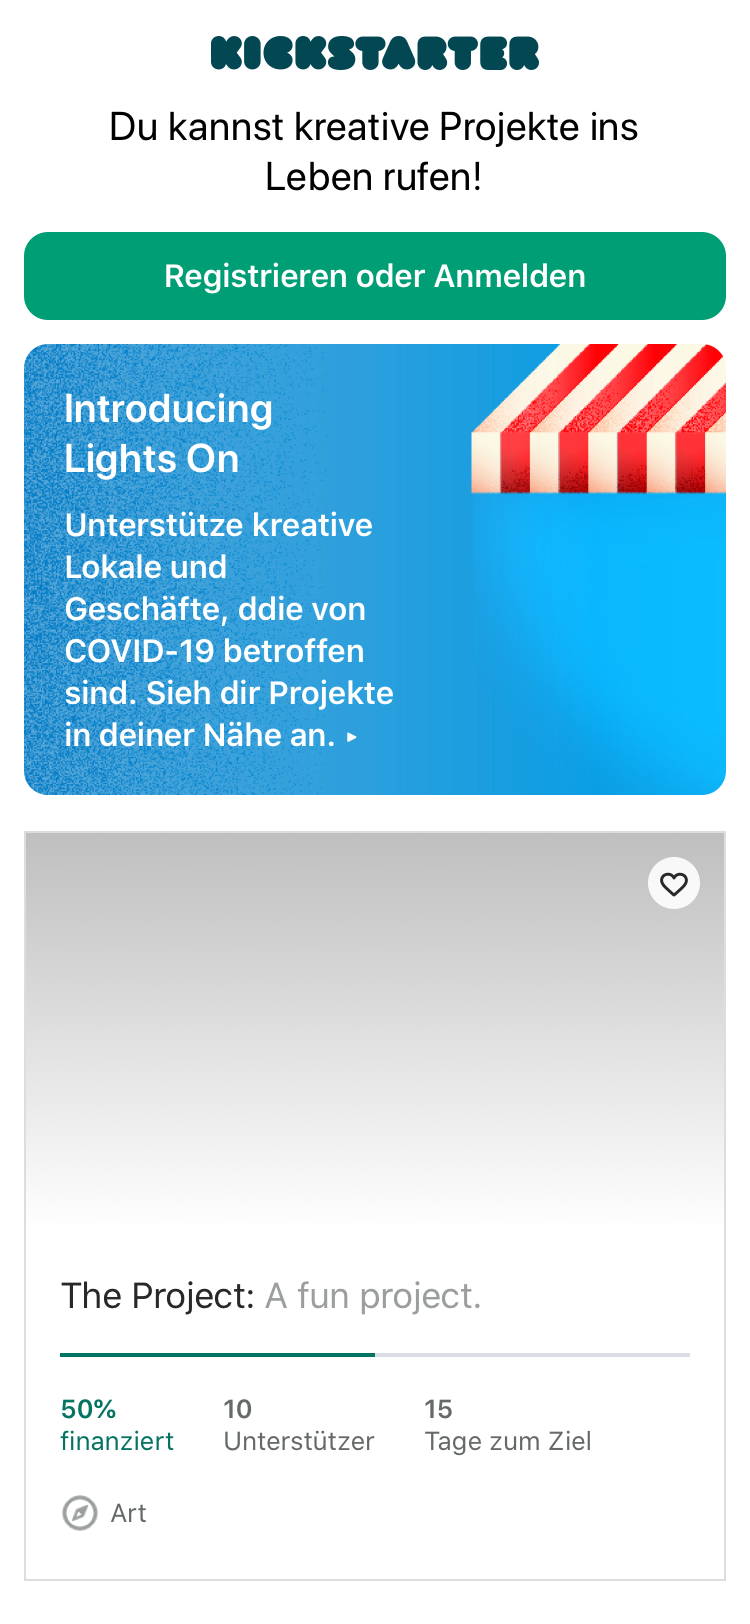 KICKSTARTER
Du kannst kreative Projekte ins
Leben rufen!
Registrieren oder Anmelden
Introducing
Lights On
Unterstütze kreative
Lokale und
Geschäfte, ddie von
COVID-19 betroffen
sind. Sieh dir Projekte
in deiner Nähe an. ▸
The Project: A fun project.
50% 10 15
finanziert Unterstützer Tage zum Ziel
Art